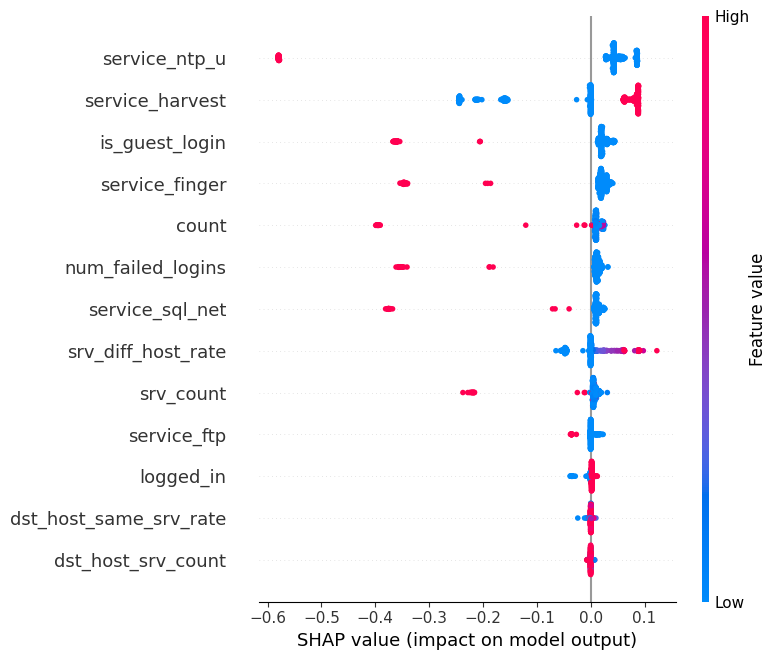 High
service_ntp_u
service_harvest
is_guest_login
service_finger
count
num_failed_logins
service_sql_net
srv_diff_host_rate
srv_count
service_ftp
logged_in
dst_host_same_srv_rate
dst_host_srv_count
Feature value
Low
−0.6 −0.5 −0.4 −0.3 −0.2 −0.1 0.0 0.1
SHAP value (impact on model output)